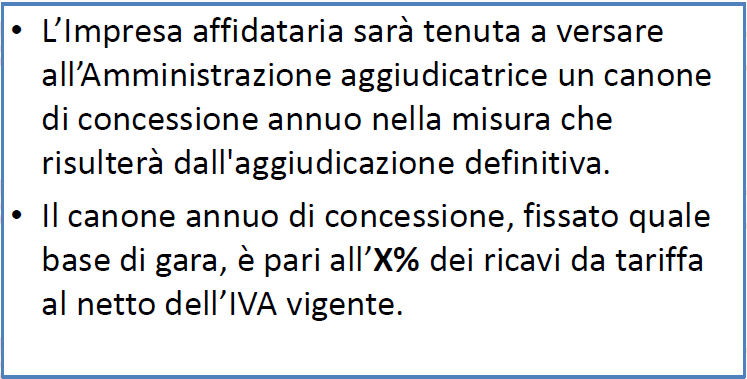 • L’Impresa affidataria sarà tenuta a versare
all’Amministrazione aggiudicatrice un canone
di concessione annuo nella misura che
risulterà dall'aggiudicazione definitiva.
• Il canone annuo di concessione, fissato quale
base di gara, è pari all’X% dei ricavi da tariffa
al netto dell’IVA vigente.